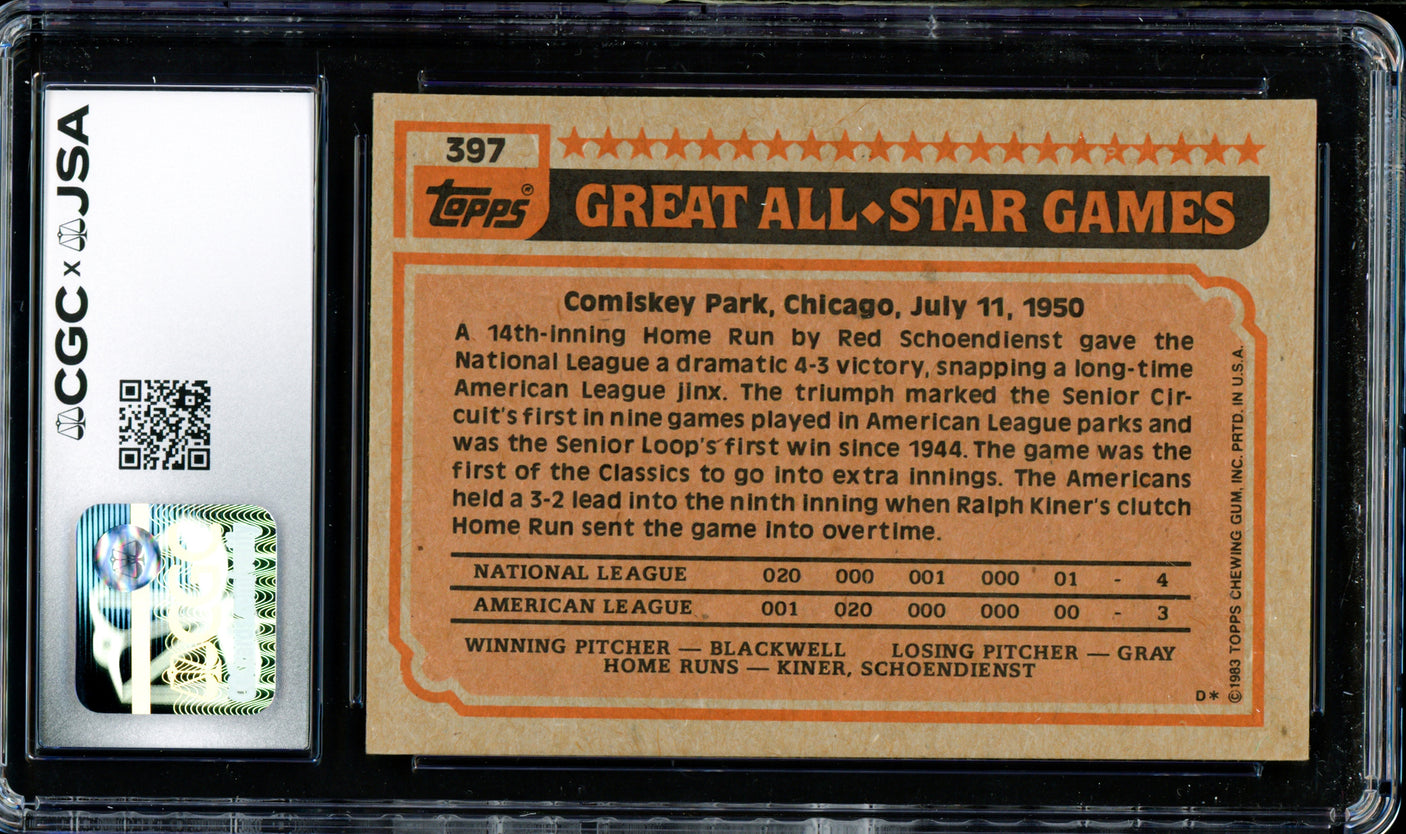 CGC x JSA
397
topps®
GREAT ALL◆STAR GAMES
Comiskey Park, Chicago, July 11, 1950
A 14th-inning Home Run by Red Schoendienst gave the
National League a dramatic 4-3 victory, snapping a long-time
American League jinx. The triumph marked the Senior Cir-
cuit's first in nine games played in American League parks and
was the Senior Loop's first win since 1944. The game was the
first of the Classics to go into extra innings. The Americans
held a 3-2 lead into the ninth inning when Ralph Kiner's clutch
Home Run sent the game into overtime.
NATIONAL LEAGUE 020 000 001 000 01 - 4
AMERICAN LEAGUE 001 020 000 000 00 - 3
WINNING PITCHER — BLACKWELL LOSING PITCHER — GRAY
HOME RUNS — KINER, SCHOENDIENST
D*
©1983 TOPPS CHEWING GUM, INC. PRTD. IN U.S.A.